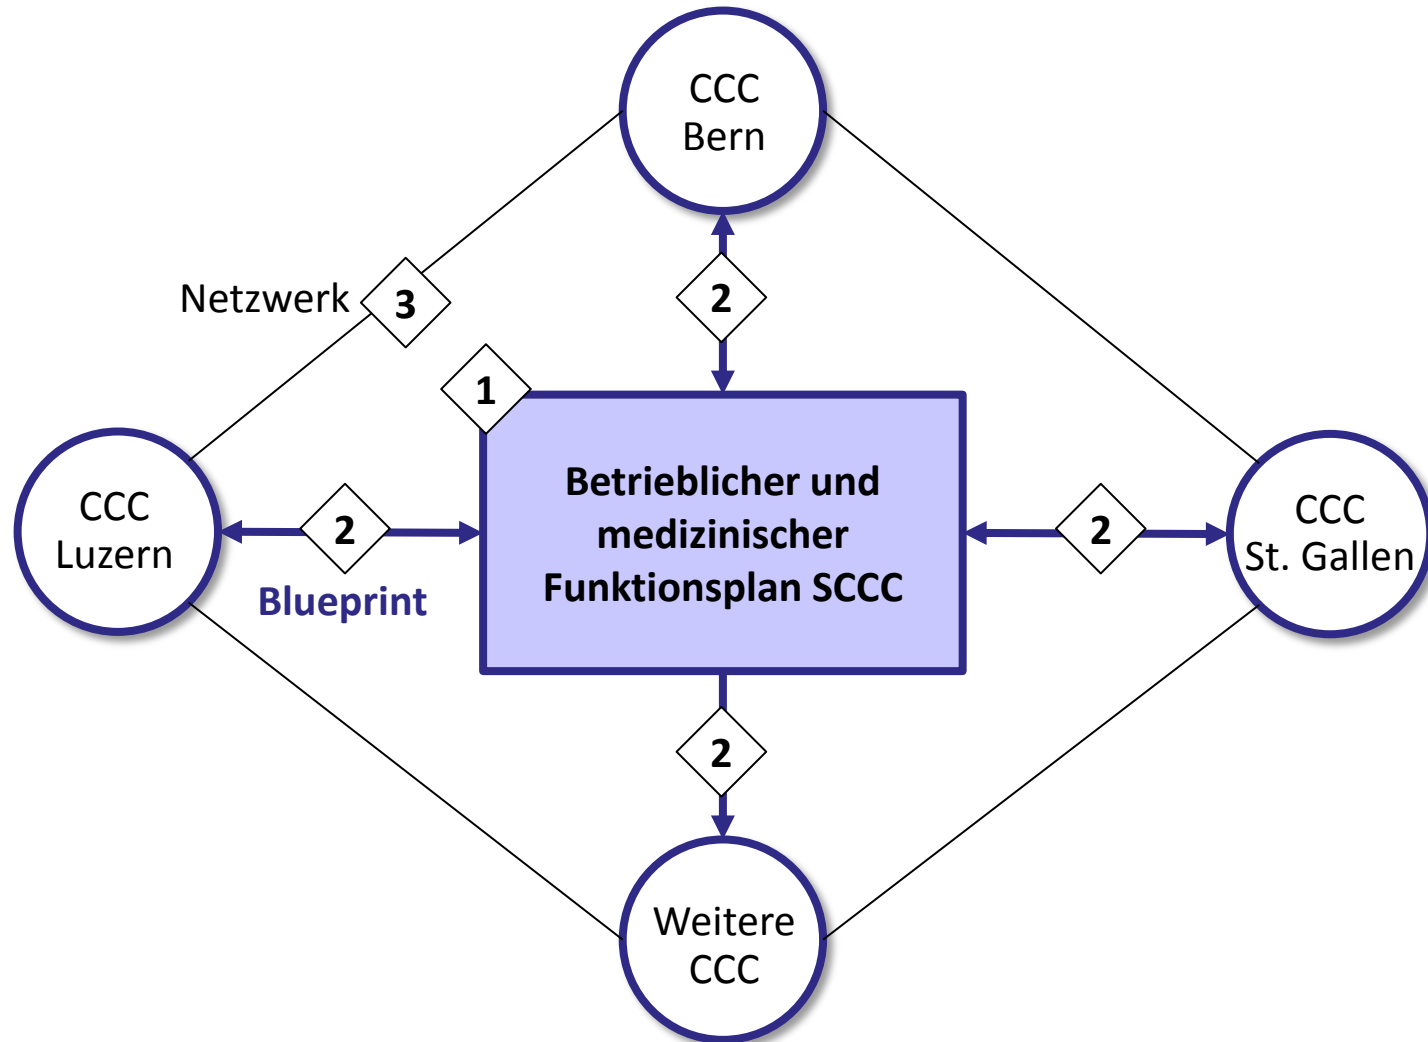 CCC
Bern
Netzwerk
3
2
1
CCC
Luzern
2
Blueprint
Betrieblicher und
medizinischer
Funktionsplan SCCC
2
CCC
St. Gallen
2
Weitere
CCC